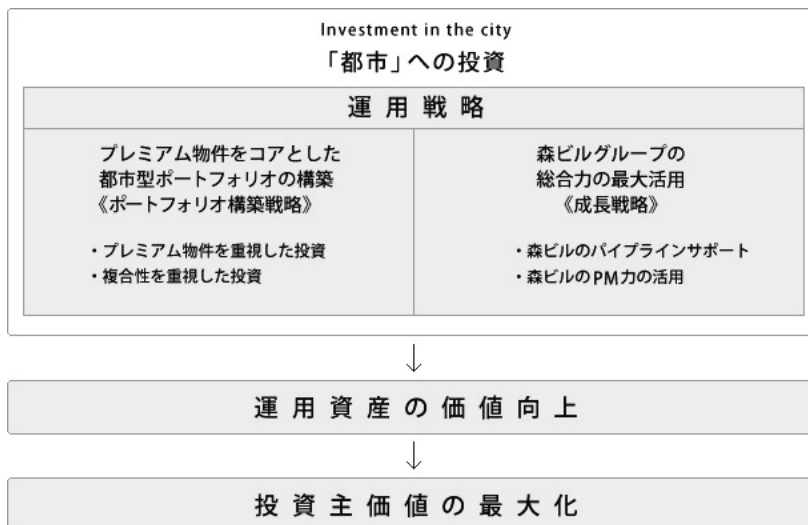 Investment in the city
「都市」への投資
運用戦略
プレミアム物件をコアとした
都市型ポートフォリオの構築
《ポートフォリオ構築戦略》
・プレミアム物件を重視した投資
・複合性を重視した投資
森ビルグループの
総合力の最大活用
《成長戦略》
・森ビルのパイプラインサポート
・森ビルのPM力の活用
運用資産の価値向上
投資主価値の最大化